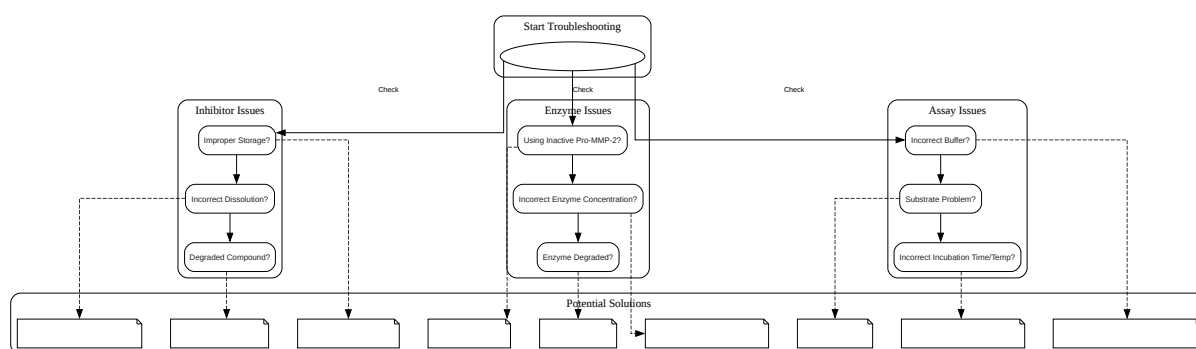 Start Troubleshooting
Check
Check
Check
Inhibitor Issues
Enzyme Issues
Assay Issues
Improper Storage?
Using Inactive Pro-MMP-2?
Incorrect Buffer?
Incorrect Dissolution?
Incorrect Enzyme Concentration?
Substrate Problem?
Degraded Compound?
Enzyme Degraded?
Incorrect Incubation Time/Temp?
Potential Solutions